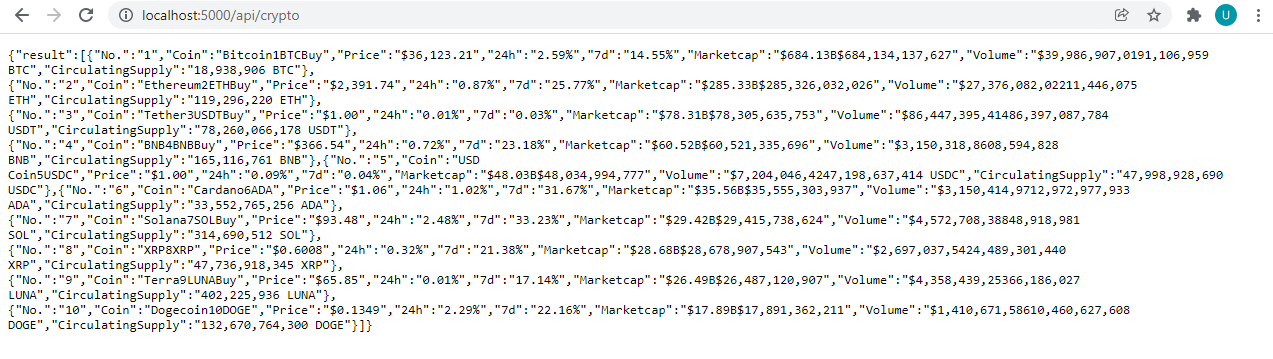 localhost:5000/api/crypto
U
{"result":[{"No.":"1","Coin":"Bitcoin1BTCBuy","Price":"$36,123.21","24h":"2.59%","7d":"14.55%","Marketcap":"$684.13B$684,134,137,627","Volume":"$39,986,907,0191,106,959
BTC","CirculatingSupply":"18,938,906 BTC"},
{"No.":"2","Coin":"Ethereum2ETHBuy","Price":"$2,391.74","24h":"0.87%","7d":"25.77%","Marketcap":"$285.33B$285,326,032,026","Volume":"$27,376,082,02211,446,075
ETH","CirculatingSupply":"119,296,220 ETH"},
{"No.":"3","Coin":"Tether3USDTBuy","Price":"$1.00","24h":"0.01%","7d":"0.03%","Marketcap":"$78.31B$78,305,635,753","Volume":"$86,447,395,41486,397,087,784
USDT","CirculatingSupply":"78,260,066,178 USDT"},
{"No.":"4","Coin":"BNB4BNBBuy","Price":"$366.54","24h":"0.72%","7d":"23.18%","Marketcap":"$60.52B$60,521,335,696","Volume":"$3,150,318,8608,594,828
BNB","CirculatingSupply":"165,116,761 BNB"},{"No.":"5","Coin":"USD
Coin5USDC","Price":"$1.00","24h":"0.09%","7d":"0.04%","Marketcap":"$48.03B$48,034,994,777","Volume":"$7,204,046,4247,198,637,414 USDC","CirculatingSupply":"47,998,928,690
USDC"},{"No.":"6","Coin":"Cardano6ADA","Price":"$1.06","24h":"1.02%","7d":"31.67%","Marketcap":"$35.56B$35,555,303,937","Volume":"$3,150,414,9712,972,977,933
ADA","CirculatingSupply":"33,552,765,256 ADA"},
{"No.":"7","Coin":"Solana7SOLBuy","Price":"$93.48","24h":"2.48%","7d":"33.23%","Marketcap":"$29.42B$29,415,738,624","Volume":"$4,572,708,38848,918,981
SOL","CirculatingSupply":"314,690,512 SOL"},
{"No.":"8","Coin":"XRP8XRP","Price":"$0.6008","24h":"0.32%","7d":"21.38%","Marketcap":"$28.68B$28,678,907,543","Volume":"$2,697,037,5424,489,301,440
XRP","CirculatingSupply":"47,736,918,345 XRP"},
{"No.":"9","Coin":"Terra9LUNABuy","Price":"$65.85","24h":"0.01%","7d":"17.14%","Marketcap":"$26.49B$26,487,120,907","Volume":"$4,358,439,25366,186,027
LUNA","CirculatingSupply":"402,225,936 LUNA"},
{"No.":"10","Coin":"Dogecoin10DOGE","Price":"$0.1349","24h":"2.29%","7d":"22.16%","Marketcap":"$17.89B$17,891,362,211","Volume":"$1,410,671,58610,460,627,608
DOGE","CirculatingSupply":"132,670,764,300 DOGE"}]}